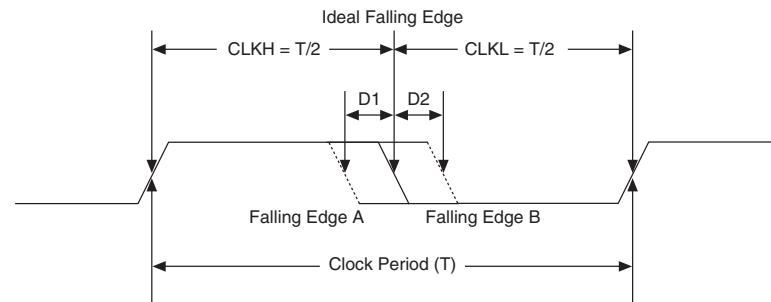 Ideal Falling Edge
CLKH = T/2
CLKL = T/2
D1
D2
Falling Edge A
Falling Edge B
Clock Period (T)